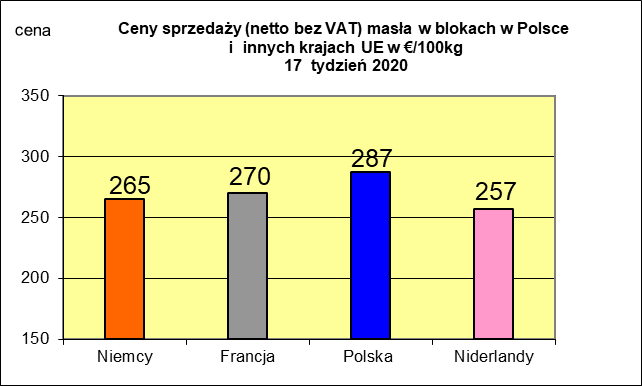 cena
Ceny sprzedaży (netto bez VAT) masła w blokach w Polsce
i innych krajach UE w €/100kg
17 tydzień 2020
350
300
250
200
150
265
270
287
257
Niemcy
Francja
Polska
Niderlandy